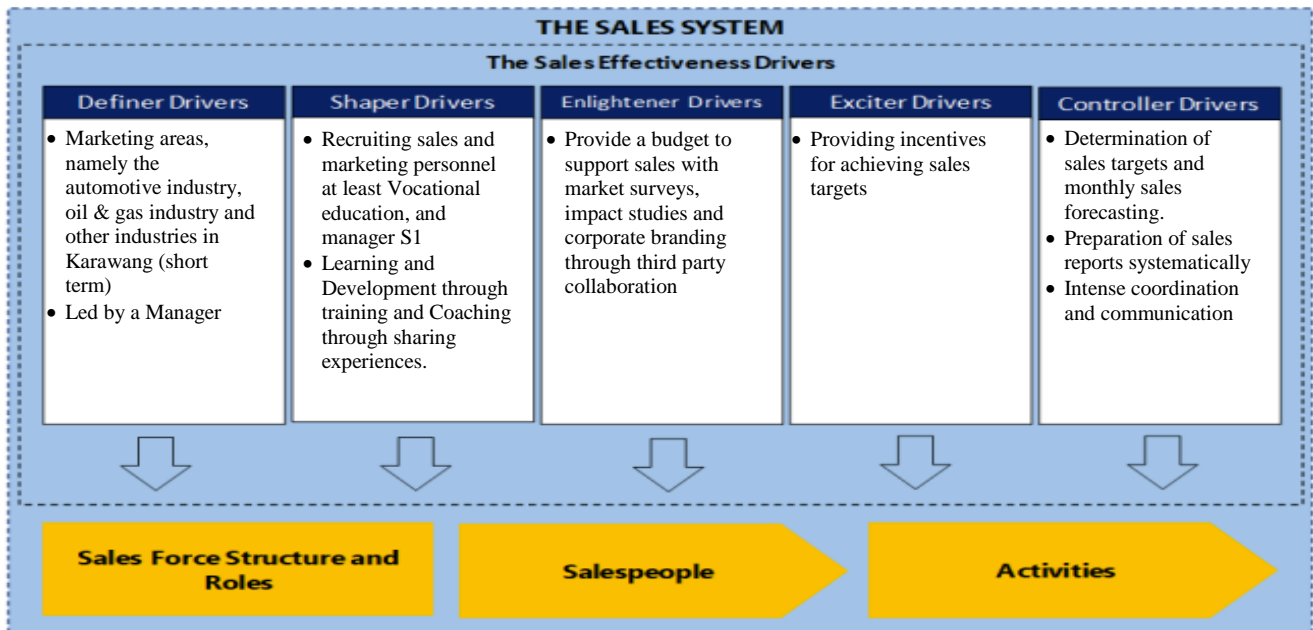 THE SALES SYSTEM
The Sales Effectiveness Drivers
Definer Drivers
• Marketing areas,
namely the
automotive industry,
oil & gas industry and
other industries in
Karawang (short
term)
• Led by a Manager
Shaper Drivers
• Recruiting sales and
marketing personnel
at least Vocational
education, and
manager S1
• Learning and
Development through
training and Coaching
through sharing
experiences.
Enlightener Drivers
• Provide a budget to
support sales with
market surveys,
impact studies and
corporate branding
through third party
collaboration
Exciter Drivers
• Providing incentives
for achieving sales
targets
Controller Drivers
• Determination of
sales targets and
monthly sales
forecasting.
• Preparation of sales
reports systematically
• Intense coordination
and communication
Sales Force Structure and
Roles
Salespeople
Activities